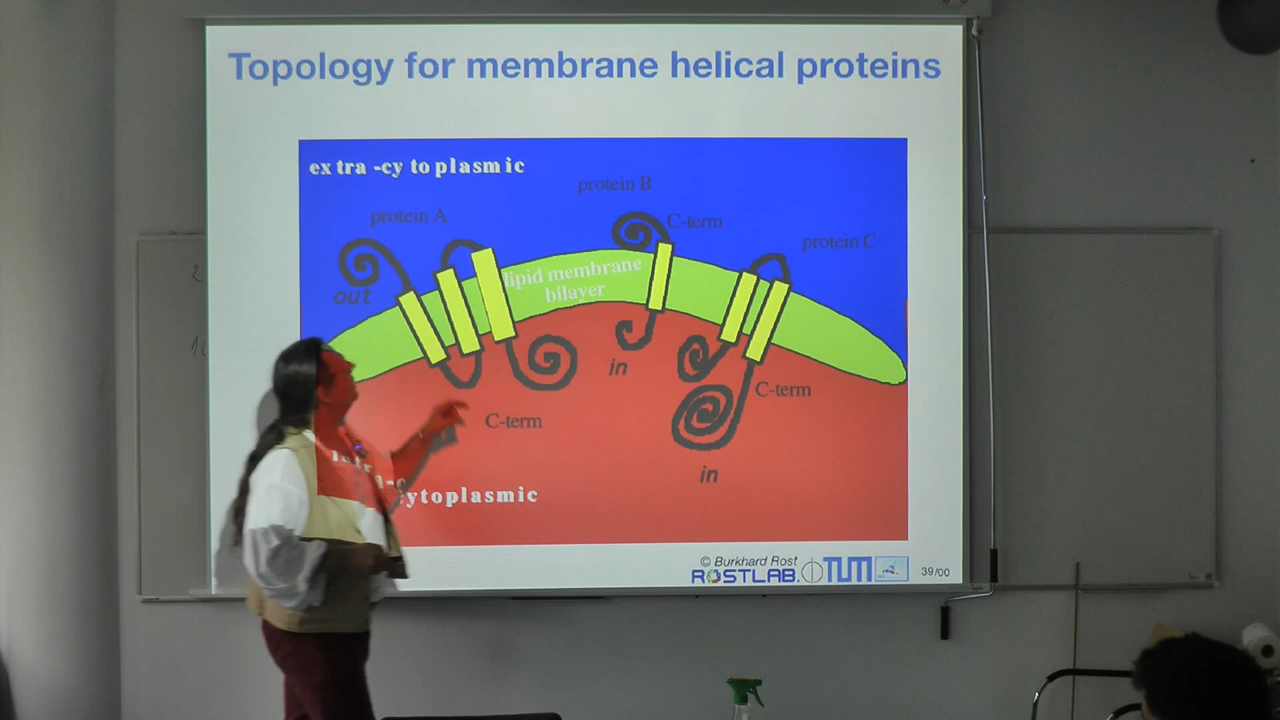 Topology for membrane helical proteins
ex tra -cy to plasm ic
protein B
protein A
C-term
protein C
out
lipid membrane
bilayer
in
C-term
C-term
in
cytoplasmic
© Burkhard Rost
ROSTLAB.
TUM
39/00